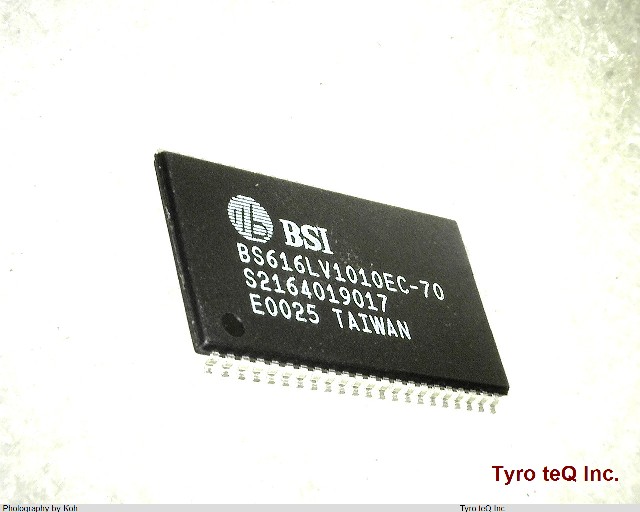 BSI
BS616LV1010EC-70
S2164019017
E0025 TAIWAN
Tyro teQ Inc.
Photography by Koh
Tyro teQ Inc